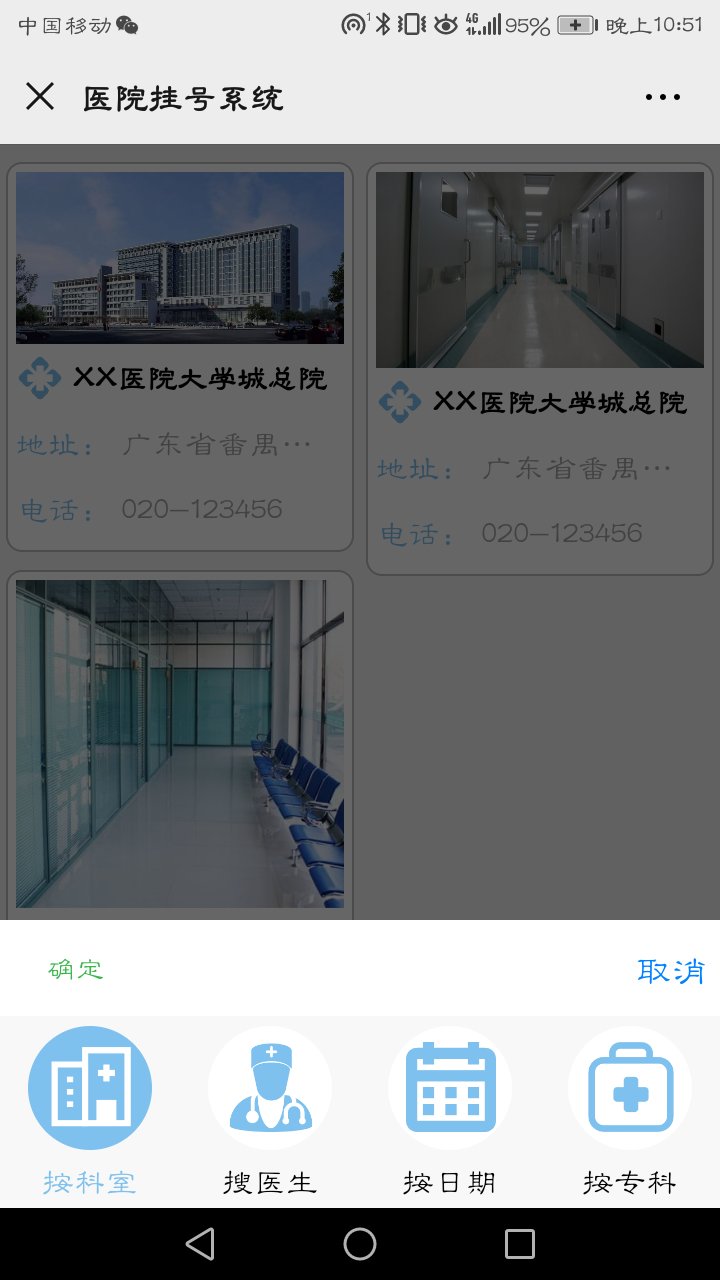 中国移动 1 4G 95% 晚上10:51
医院挂号系统
XX医院大学城总院
地址： 广东省番禺…
电话： 020-123456
XX医院大学城总院
地址： 广东省番禺…
电话： 020-123456
确定 取消
按科室 搜医生 按日期 按专科